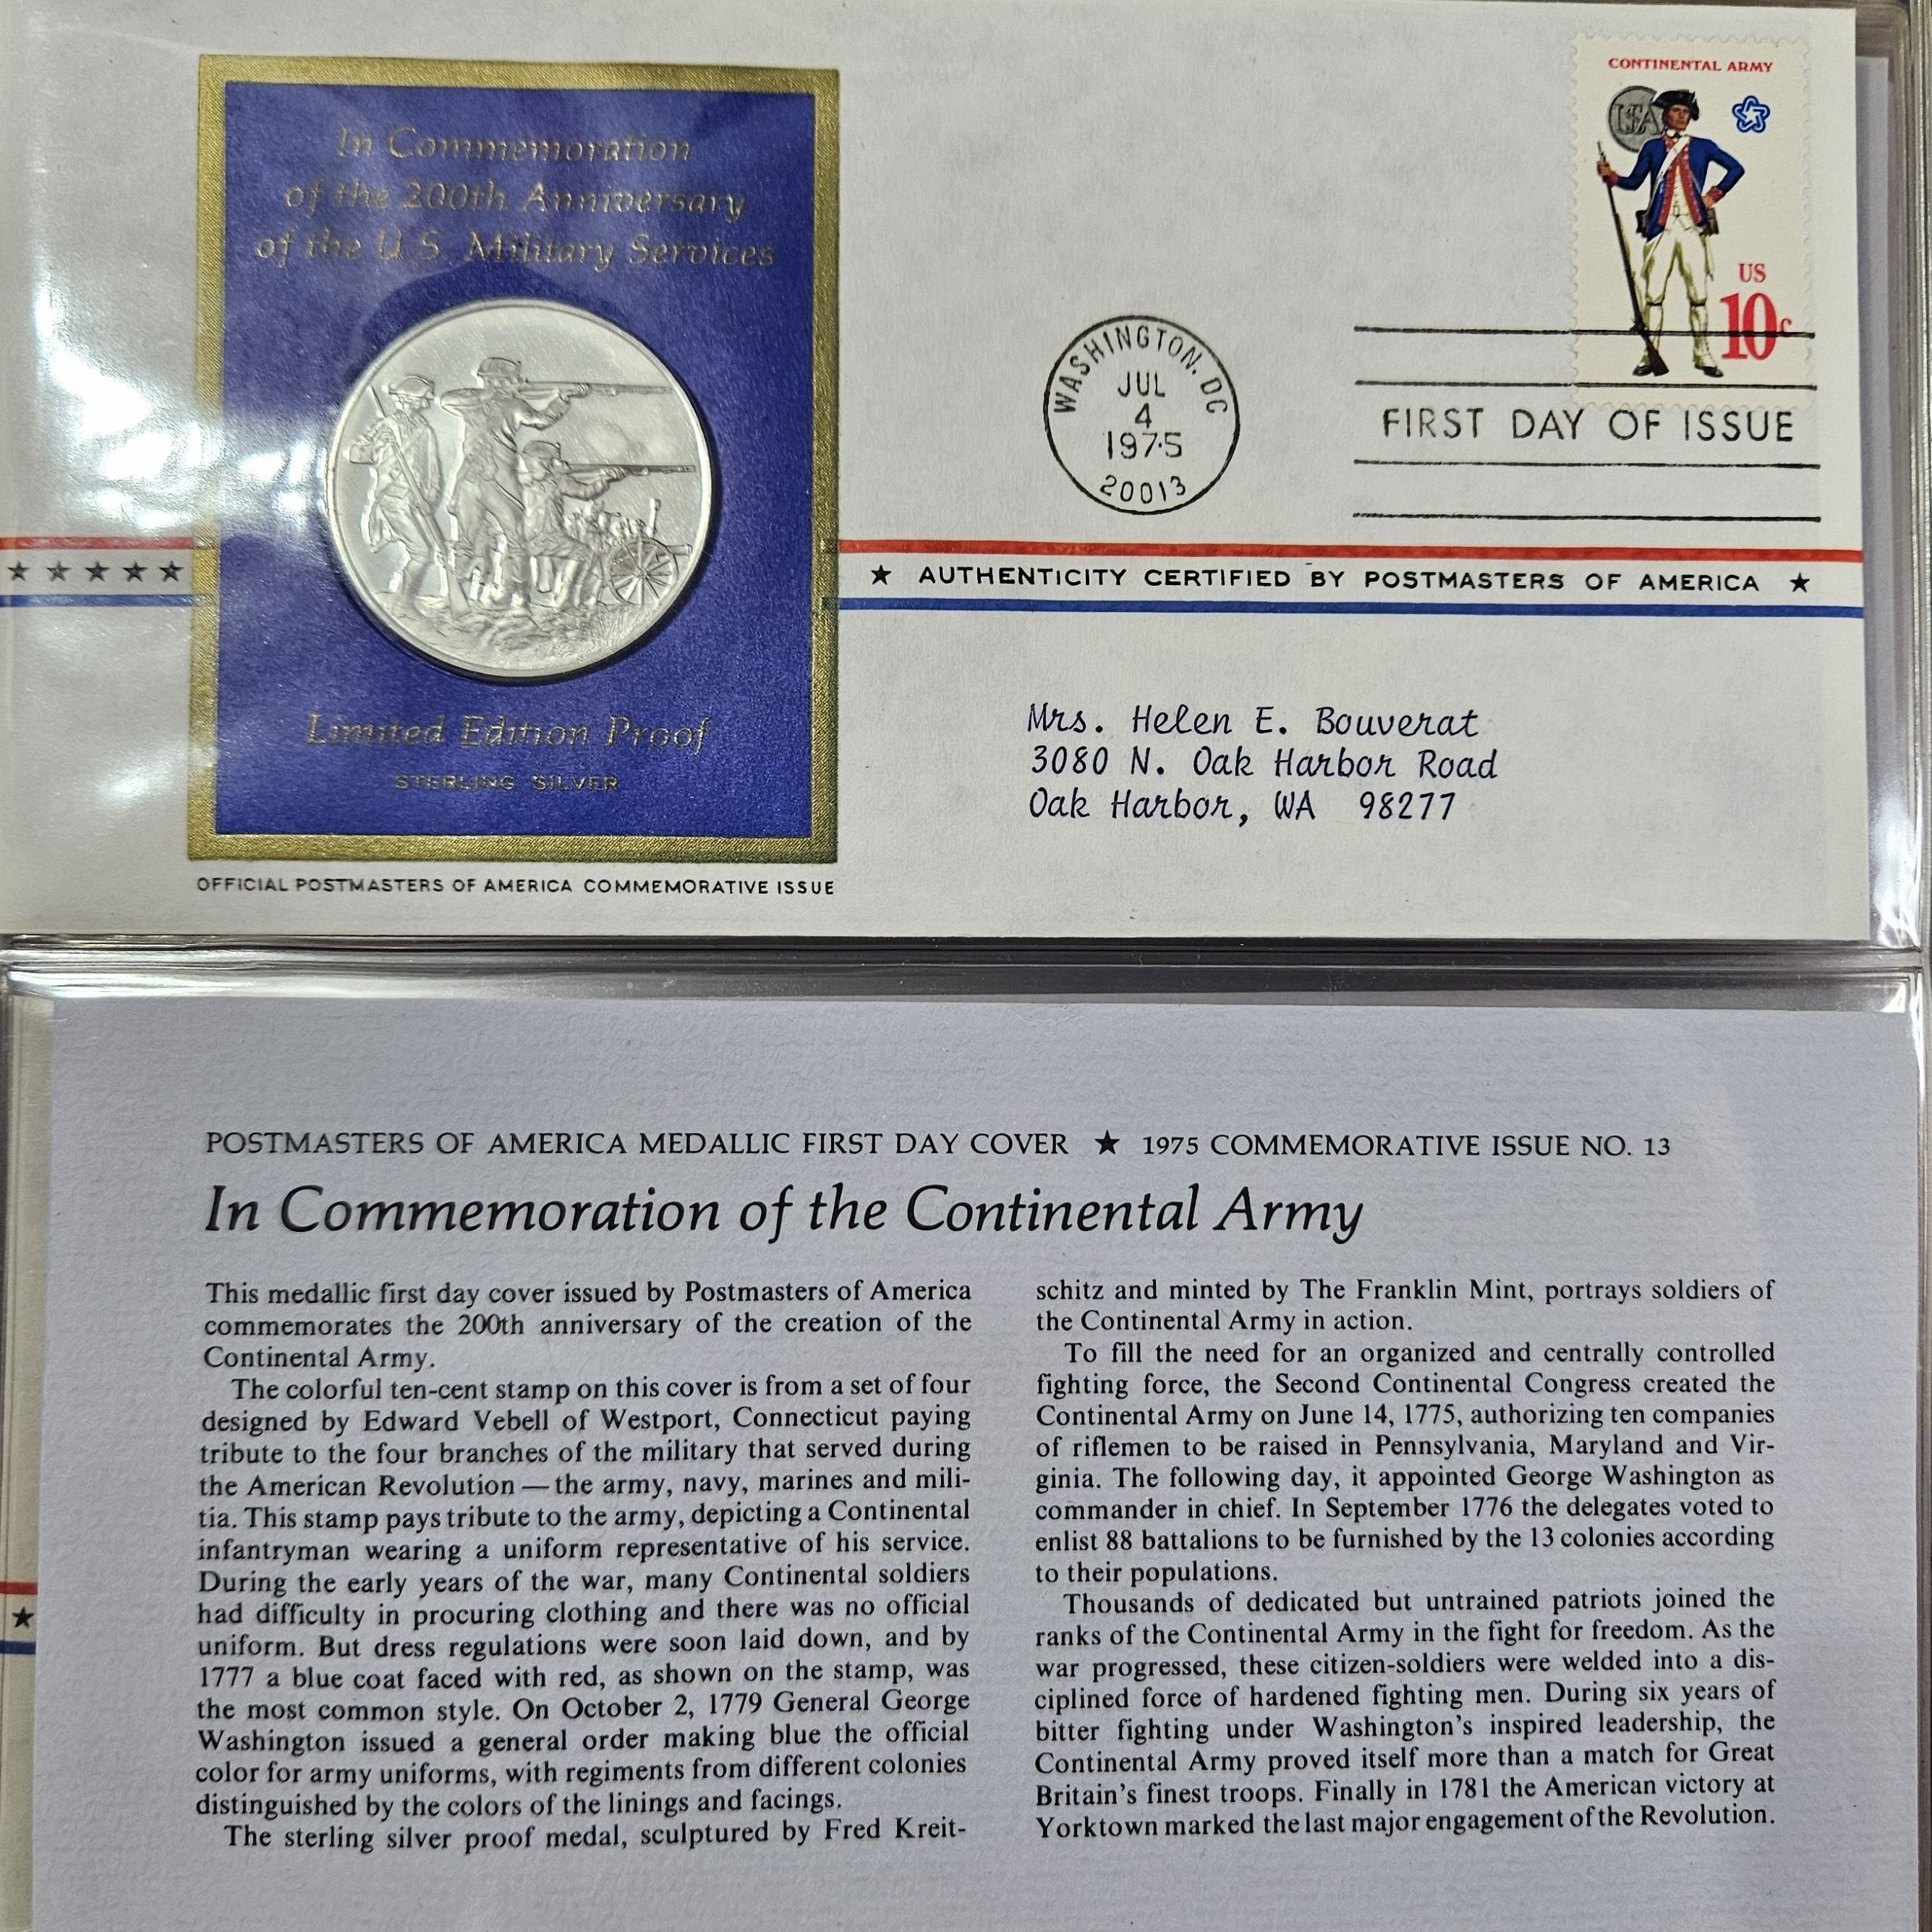 In Commemoration
of the 200th Anniversary
of the U.S. Military Services
Limited Edition Proof
STERLING SILVER
OFFICIAL POSTMASTERS OF AMERICA COMMEMORATIVE ISSUE
CONTINENTAL ARMY
USA
US
10c
WASHINGTON, DC
JUL
4
1975
20013
FIRST DAY OF ISSUE
★★★★★
★ AUTHENTICITY CERTIFIED BY POSTMASTERS OF AMERICA ★
Mrs. Helen E. Bouverat
3080 N. Oak Harbor Road
Oak Harbor, WA 98277
POSTMASTERS OF AMERICA MEDALLIC FIRST DAY COVER ★ 1975 COMMEMORATIVE ISSUE NO. 13
In Commemoration of the Continental Army
This medallic first day cover issued by Postmasters of America
commemorates the 200th anniversary of the creation of the
Continental Army.
The colorful ten-cent stamp on this cover is from a set of four
designed by Edward Vebell of Westport, Connecticut paying
tribute to the four branches of the military that served during
the American Revolution — the army, navy, marines and mili-
tia. This stamp pays tribute to the army, depicting a Continental
infantryman wearing a uniform representative of his service.
During the early years of the war, many Continental soldiers
had difficulty in procuring clothing and there was no official
uniform. But dress regulations were soon laid down, and by
1777 a blue coat faced with red, as shown on the stamp, was
the most common style. On October 2, 1779 General George
Washington issued a general order making blue the official
color for army uniforms, with regiments from different colonies
distinguished by the colors of the linings and facings.
The sterling silver proof medal, sculptured by Fred Kreit-
schitz and minted by The Franklin Mint, portrays soldiers of
the Continental Army in action.
To fill the need for an organized and centrally controlled
fighting force, the Second Continental Congress created the
Continental Army on June 14, 1775, authorizing ten companies
of riflemen to be raised in Pennsylvania, Maryland and Vir-
ginia. The following day, it appointed George Washington as
commander in chief. In September 1776 the delegates voted to
enlist 88 battalions to be furnished by the 13 colonies according
to their populations.
Thousands of dedicated but untrained patriots joined the
ranks of the Continental Army in the fight for freedom. As the
war progressed, these citizen-soldiers were welded into a dis-
ciplined force of hardened fighting men. During six years of
bitter fighting under Washington's inspired leadership, the
Continental Army proved itself more than a match for Great
Britain's finest troops. Finally in 1781 the American victory at
Yorktown marked the last major engagement of the Revolution.